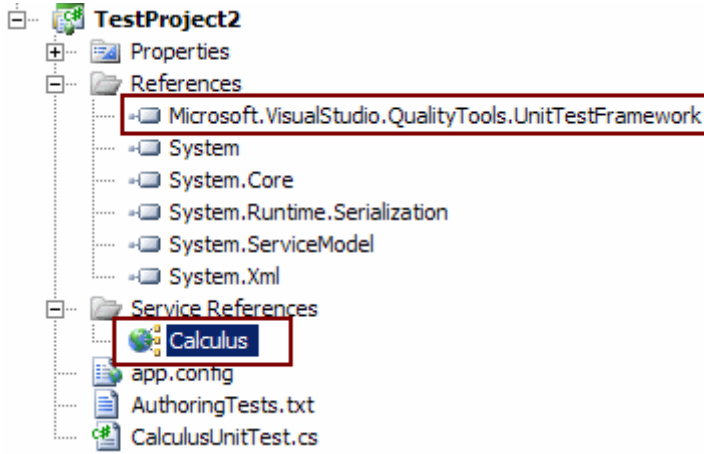 TestProject2
Properties
References
Microsoft.VisualStudio.QualityTools.UnitTestFramework
System
System.Core
System.Runtime.Serialization
System.ServiceModel
System.Xml
Service References
Calculus
app.config
AuthoringTests.txt
CalculusUnitTest.cs